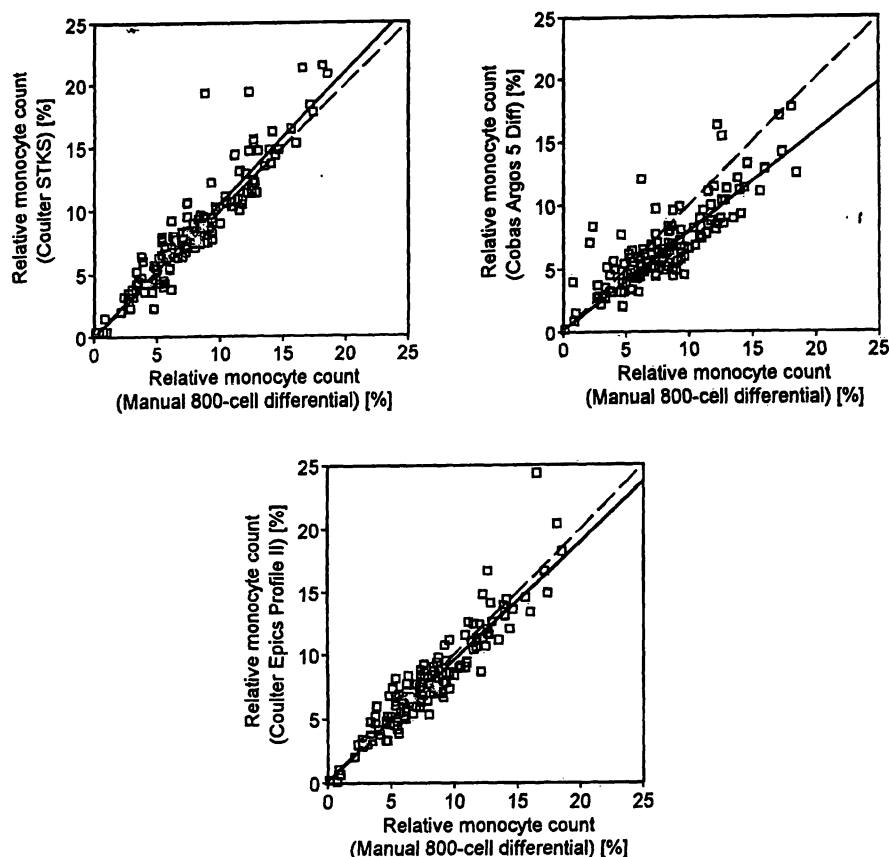 25
20
15
10
5
0
Relative monocyte count
(Coulter STKS) [%]
0 5 10 15 20 25
Relative monocyte count
(Manual 800-cell differential) [%]
25
20
15
10
5
0
Relative monocyte count
(Cobas Argos 5 Diff) [%]
0 5 10 15 20 25
Relative monocyte count
(Manual 800-cell differential) [%]
25
20
15
10
5
0
Relative monocyte count
(Coulter Epics Profile II) [%]
0 5 10 15 20 25
Relative monocyte count
(Manual 800-cell differential) [%]